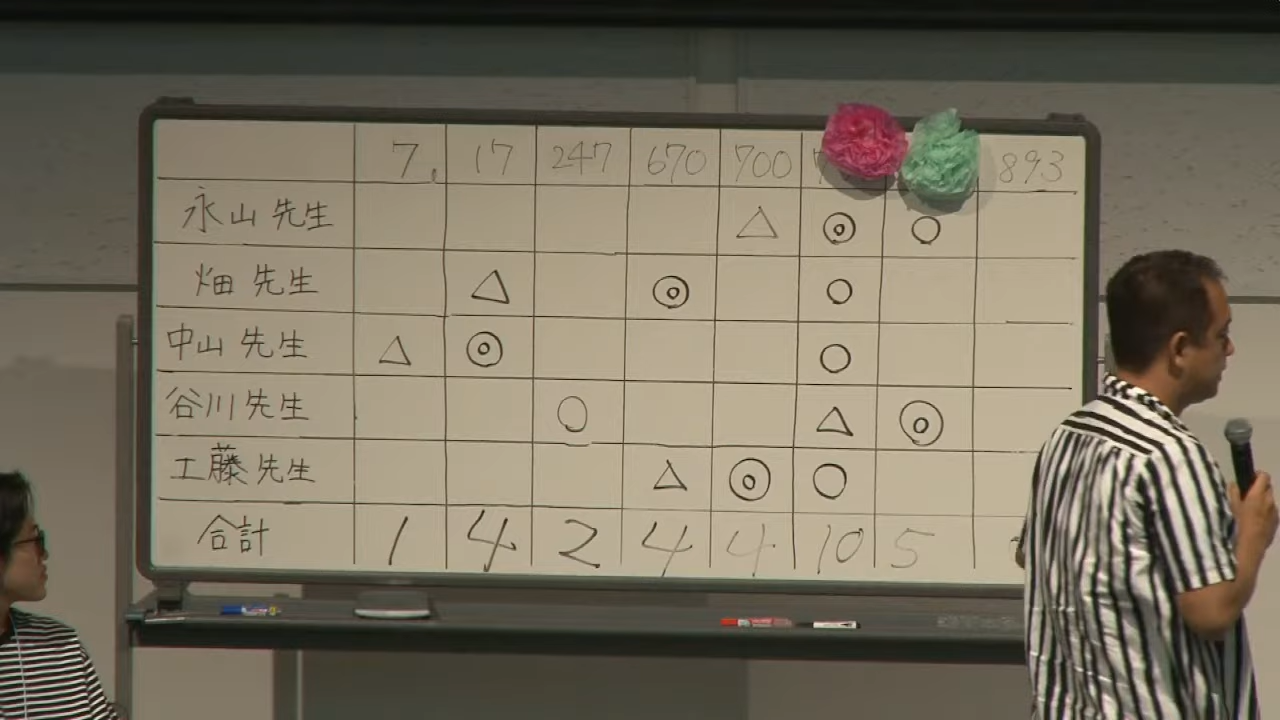 7. 17 247 670 700 893
永山先生 △ ◎ ○
畑先生 △ ◎ ○
中山先生 △ ◎ ○
谷川先生 ○ △ ◎
工藤先生 △ ◎ ○
合計 1 4 2 4 4 10 5